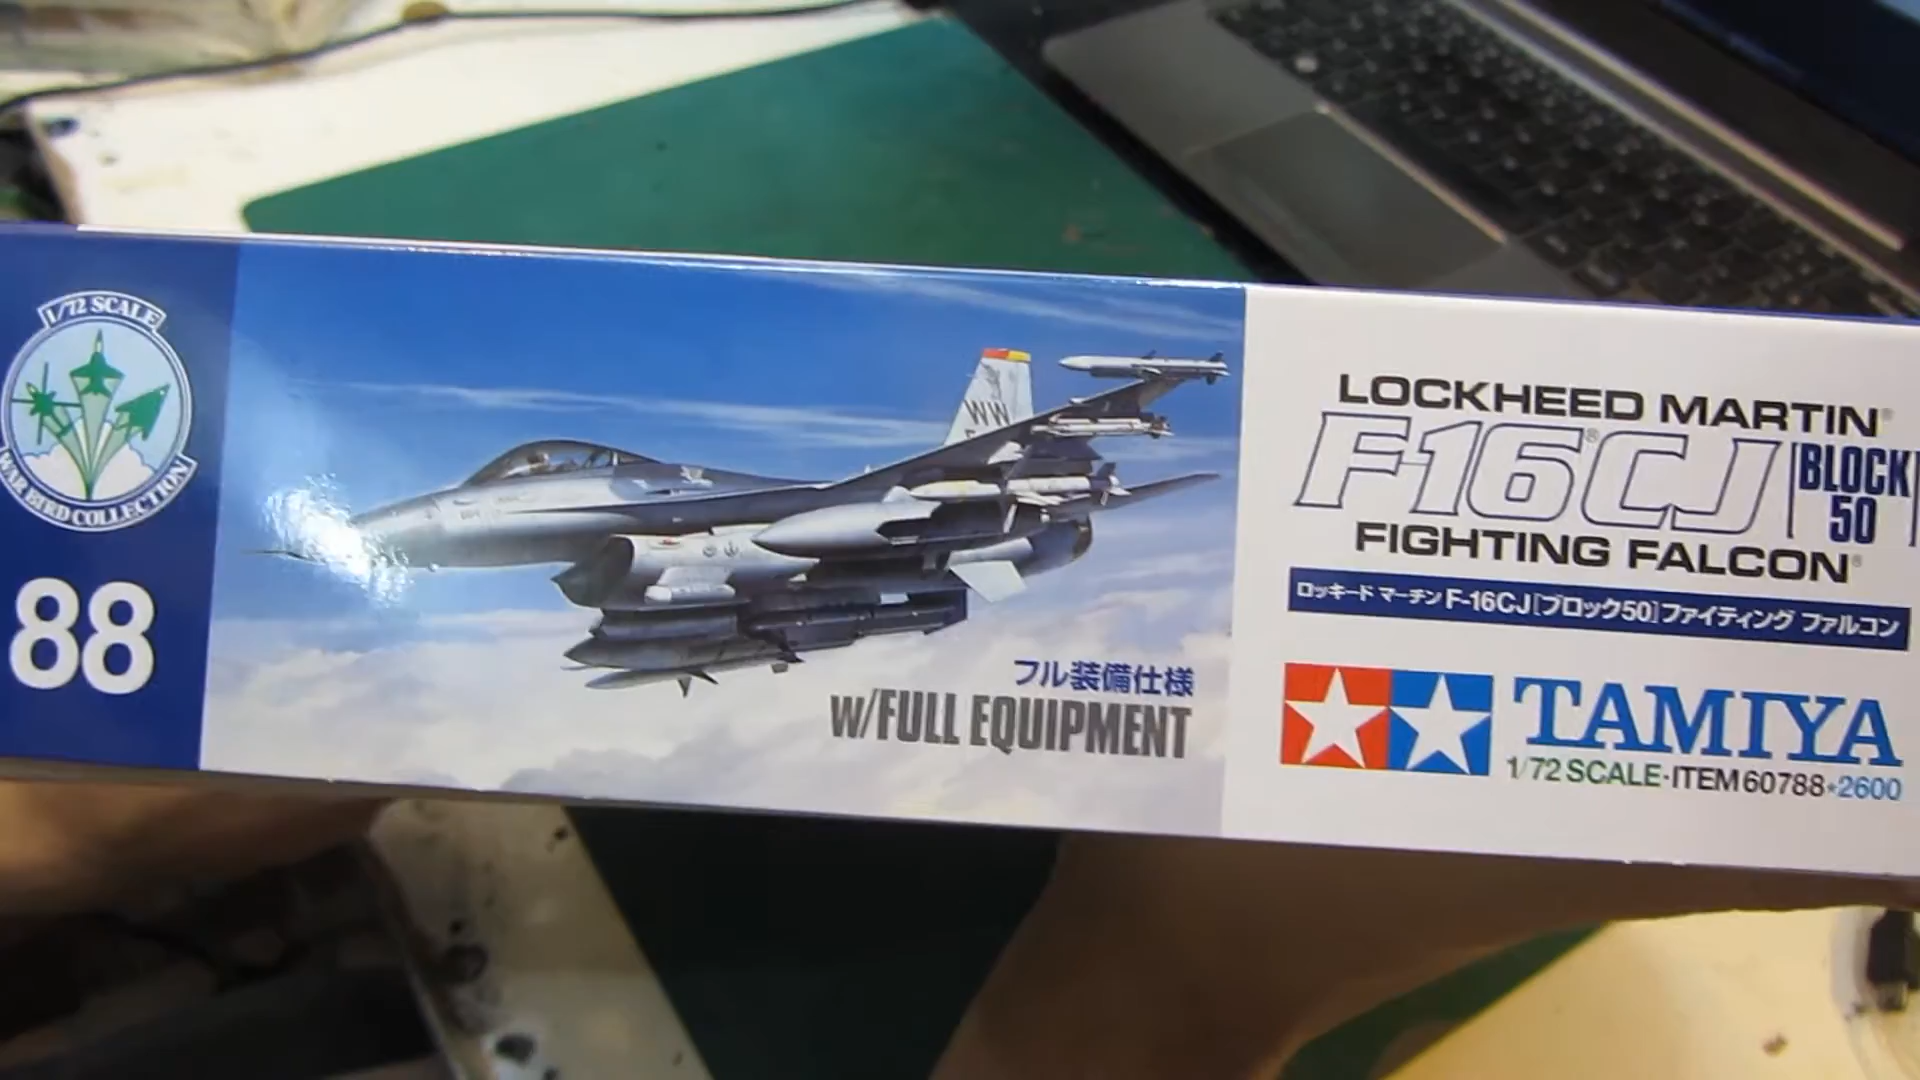 1/72 SCALE
WAR BIRD COLLECTION
88
WW
フル装備仕様
w/FULL EQUIPMENT
LOCKHEED MARTIN®
F-16®CJ
BLOCK
50
FIGHTING FALCON®
ロッキード マーチン F-16CJ[ブロック50]ファイティング ファルコン
TAMIYA
1/72 SCALE·ITEM 60788★2600